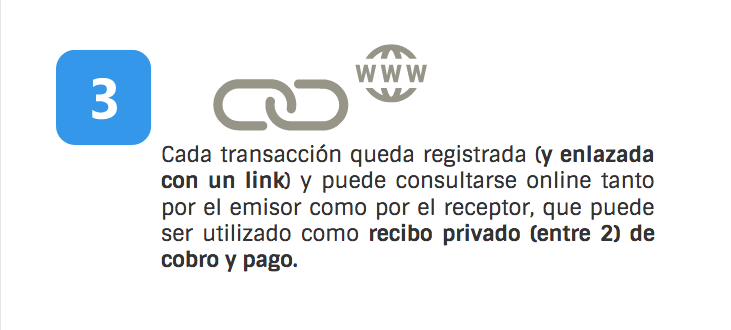 3
WWW
Cada transacción queda registrada (y enlazada
con un link) y puede consultarse online tanto
por el emisor como por el receptor, que puede
ser utilizado como recibo privado (entre 2) de
cobro y pago.